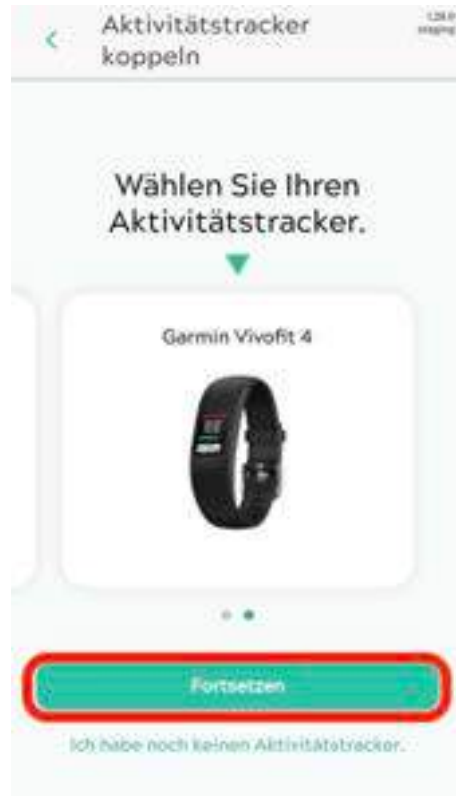 Aktivitätstracker
koppeln
Wählen Sie Ihren
Aktivitätstracker.
Garmin Vivofit 4
Fortsetzen
Ich habe noch keinen Aktivitätstracker.